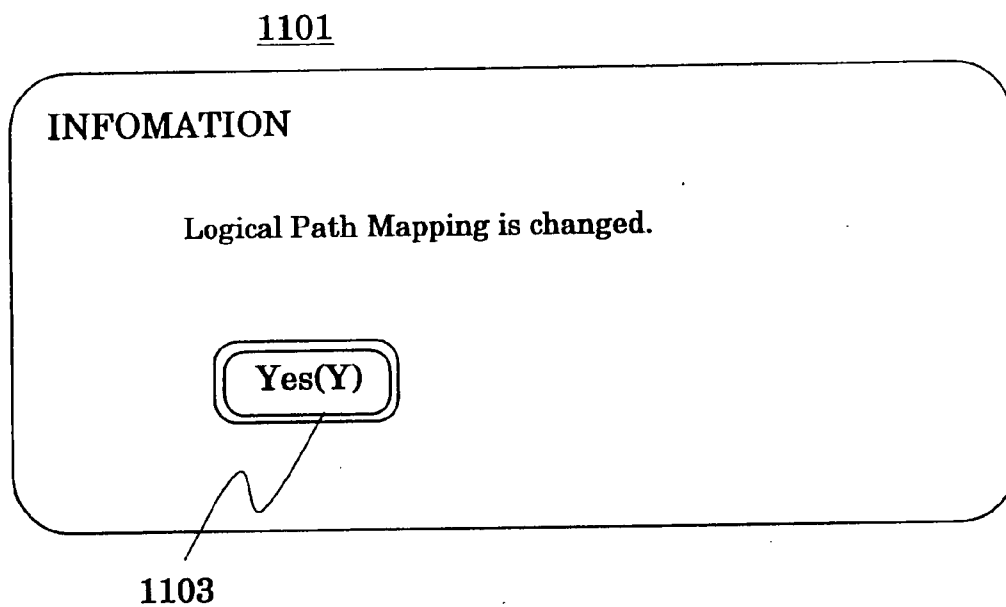 1101
INFOMATION
Logical Path Mapping is changed.
Yes(Y)
1103